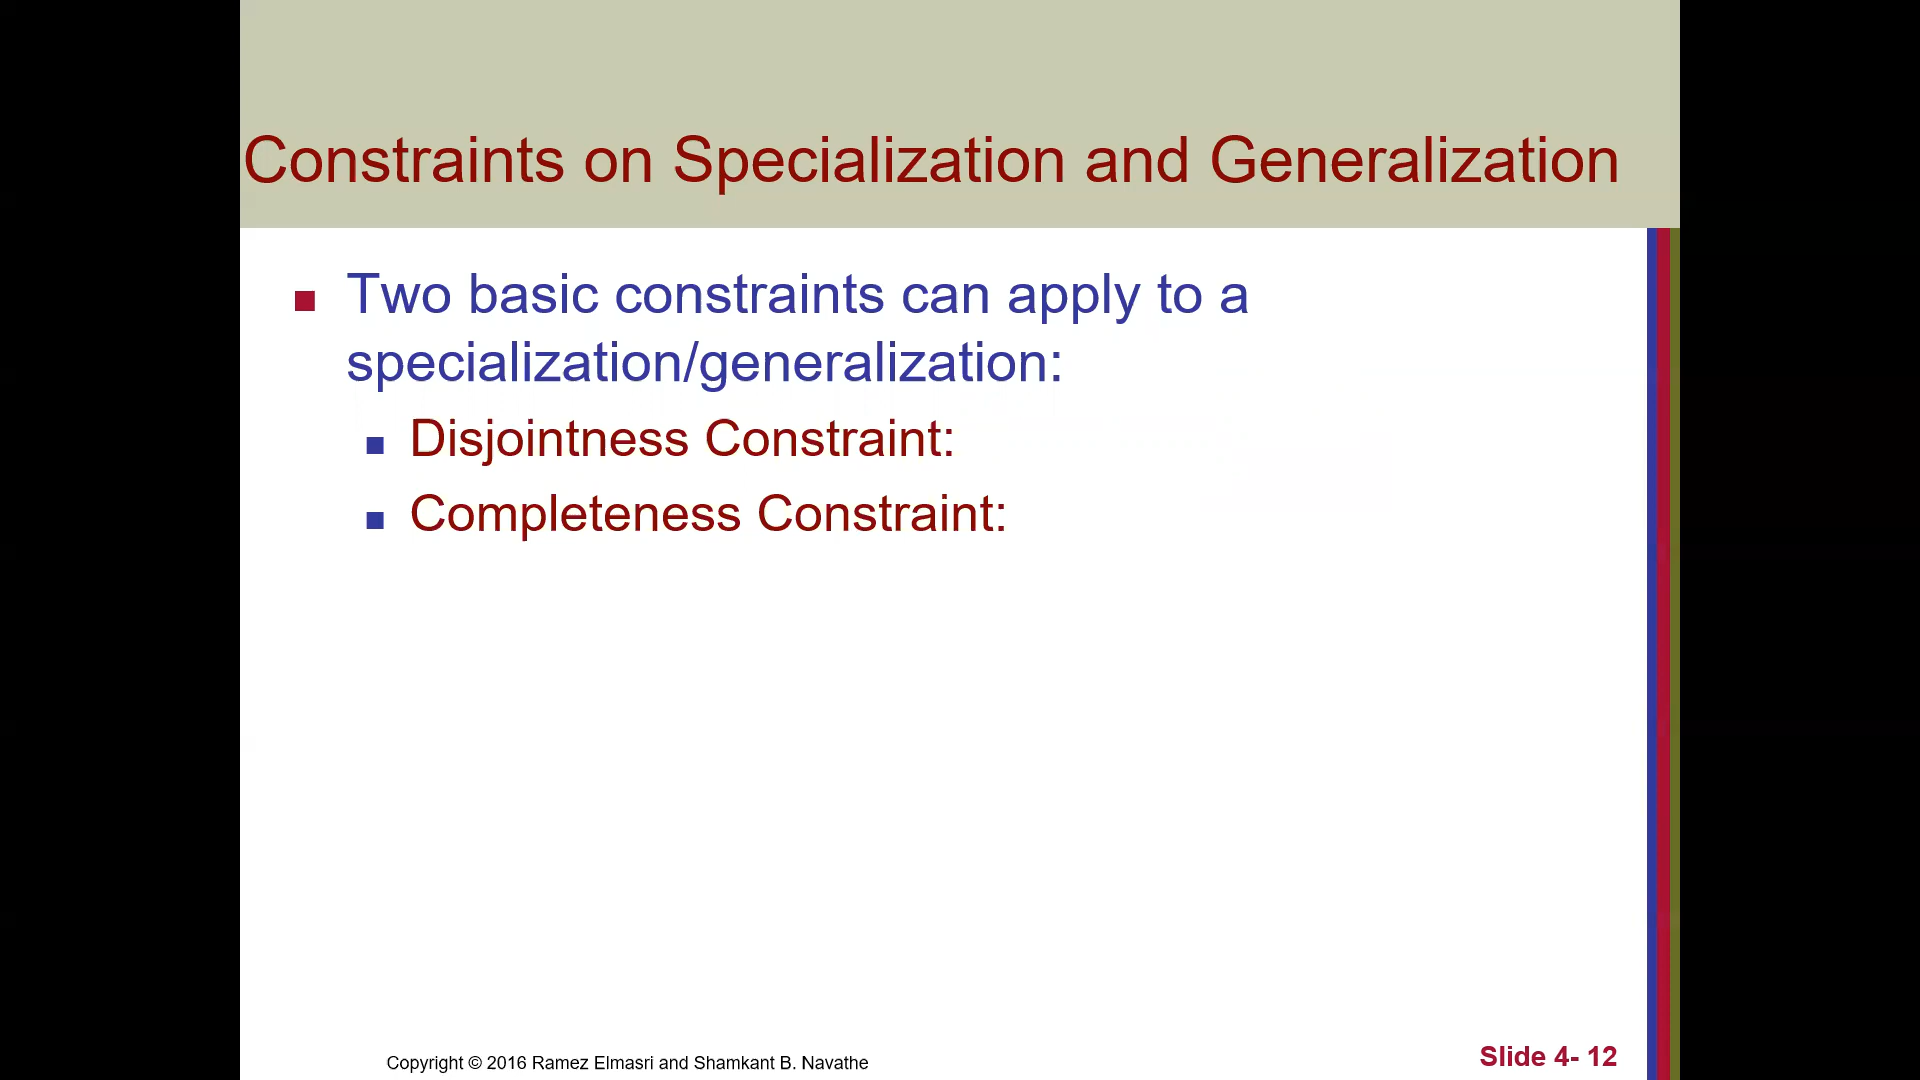 Constraints on Specialization and Generalization
Two basic constraints can apply to a
specialization/generalization:
Disjointness Constraint:
Completeness Constraint:
Copyright © 2016 Ramez Elmasri and Shamkant B. Navathe
Slide 4- 12